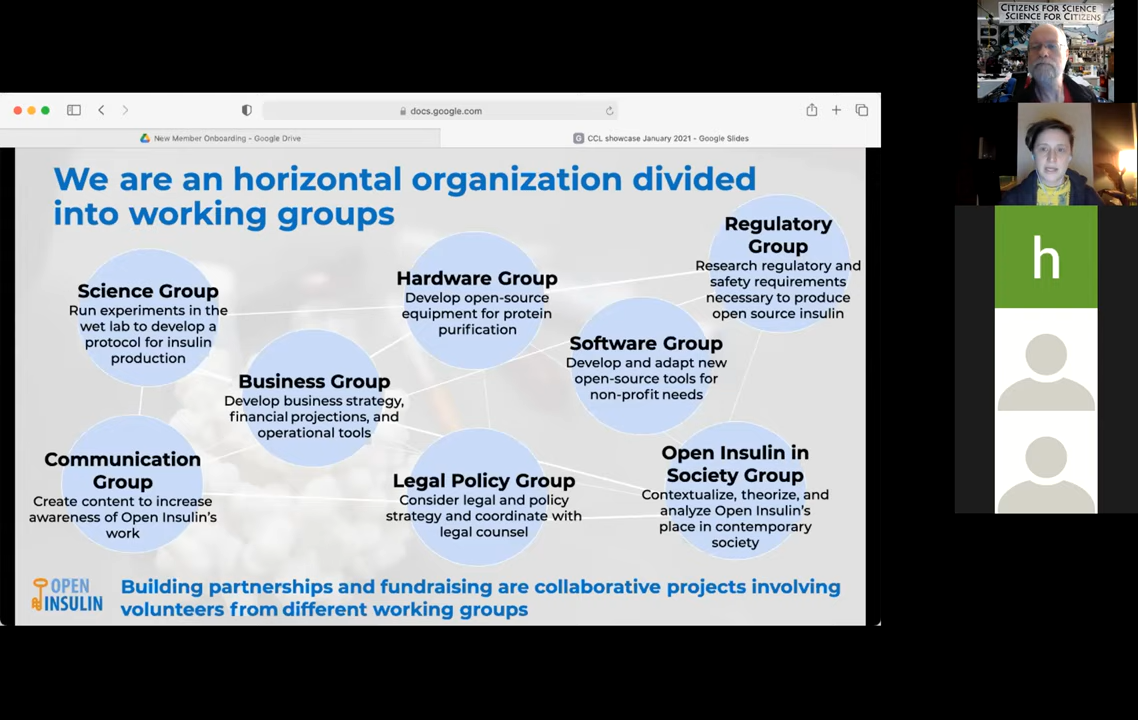 CITIZENS FOR SCIENCE
SCIENCE FOR CITIZENS
docs.google.com
New Member Onboarding - Google Drive
G
CCL showcase January 2021 - Google Slides
We are an horizontal organization divided
into working groups
Science Group
Run experiments in the
wet lab to develop a
protocol for insulin
production
Hardware Group
Develop open-source
equipment for protein
purification
Regulatory
Group
Research regulatory and
safety requirements
necessary to produce
open source insulin
Business Group
Develop business strategy,
financial projections, and
operational tools
Software Group
Develop and adapt new
open-source tools for
non-profit needs
Communication
Group
Create content to increase
awareness of Open Insulin's
work
Legal Policy Group
Consider legal and policy
strategy and coordinate with
legal counsel
Open Insulin in
Society Group
Contextualize, theorize, and
analyze Open Insulin's
place in contemporary
society
OPEN
INSULIN
Building partnerships and fundraising are collaborative projects involving
volunteers from different working groups
h